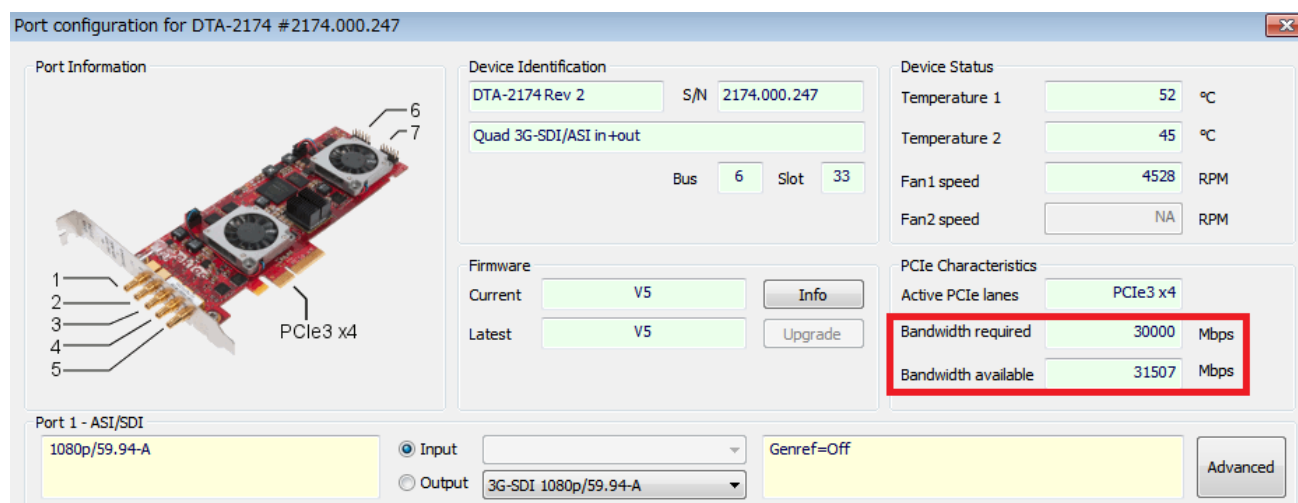 Port configuration for DTA-2174 #2174.000.247
Port Information
6
7
1
2
3
4
5
PCIe3 x4
Device Identification
DTA-2174 Rev 2 S/N 2174.000.247
Quad 3G-SDI/ASI in+out
Bus 6 Slot 33
Firmware
Current V5 Info
Latest V5 Upgrade
Device Status
Temperature 1 52 °C
Temperature 2 45 °C
Fan1 speed 4528 RPM
Fan2 speed NA RPM
PCIe Characteristics
Active PCIe lanes PCIe3 x4
Bandwidth required 30000 Mbps
Bandwidth available 31507 Mbps
Port 1 - ASI/SDI
1080p/59.94-A
Input
Output 3G-SDI 1080p/59.94-A
Genref=Off
Advanced